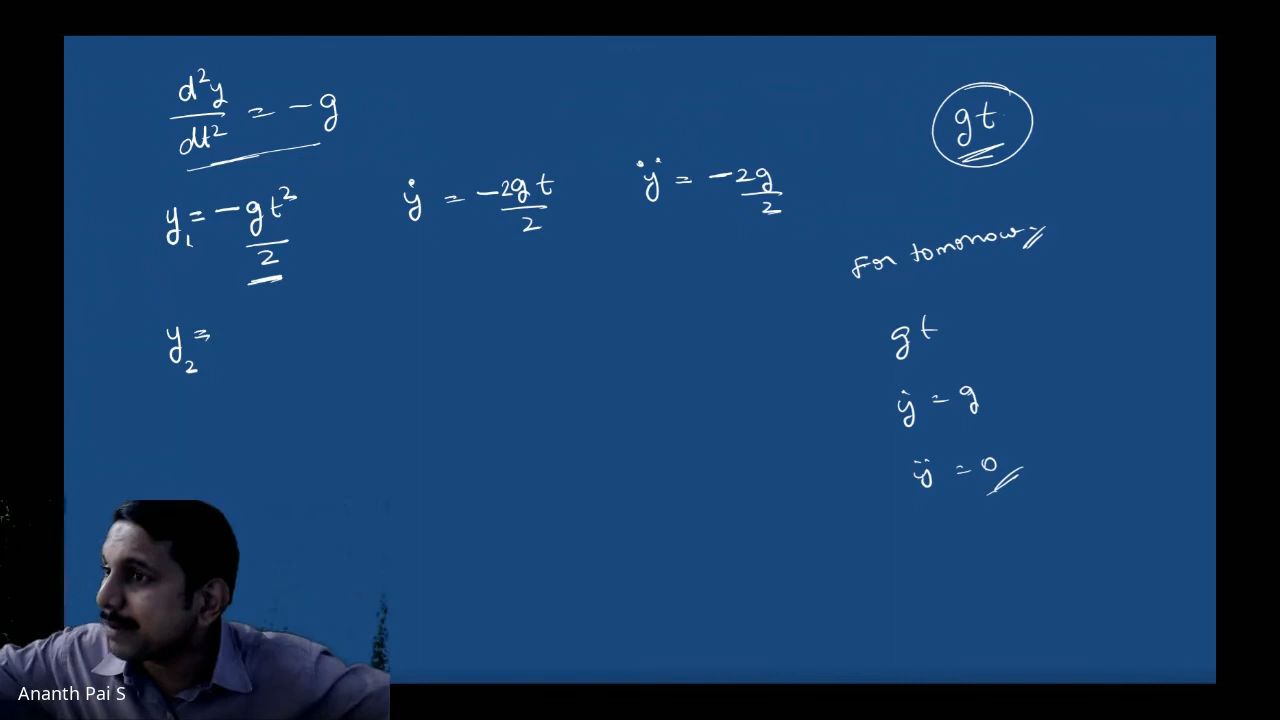 d²y/dt² = -g
y₁ = -gt²/2    ẏ = -2gt/2    ÿ = -2g/2
y₂ =
gt
For tomorrow
gt
ẏ = g
ÿ = 0
Ananth Pai S